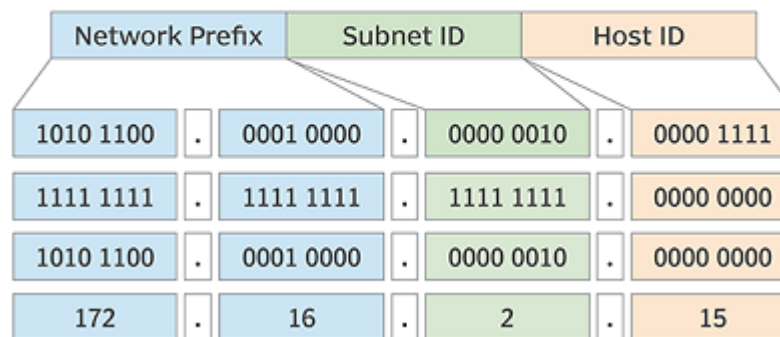 Network Prefix Subnet ID Host ID
1010 1100 . 0001 0000 . 0000 0010 . 0000 1111
1111 1111 . 1111 1111 . 1111 1111 . 0000 0000
1010 1100 . 0001 0000 . 0000 0010 . 0000 0000
172 . 16 . 2 . 15